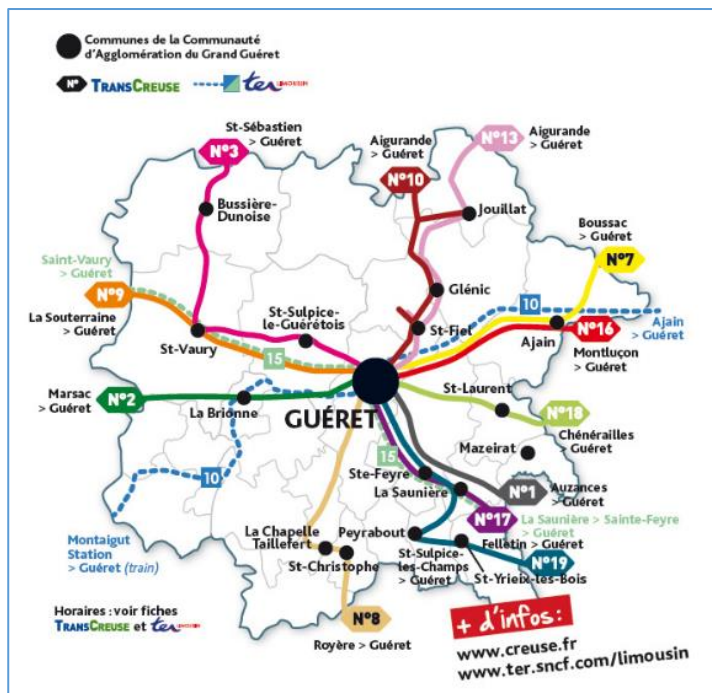 Communes de la Communauté
d'Agglomération du Grand Guéret
N° TRANSCREUSE ter LIMOUSIN
St-Sébastien
> Guéret
N°3
Aigurande
> Guéret
N°10
N°13
Aigurande
> Guéret
Bussière-
Dunoise
Jouillat
Boussac
> Guéret
N°7
Saint-Vaury
> Guéret
N°9
La Souterraine
> Guéret
Glénic
St-Sulpice-
le-Guérétois
St-Fiel
10
Ajain
> Guéret
St-Vaury
15
Ajain
N°16
Montluçon
> Guéret
Marsac
> Guéret
N°2
La Brionne
GUÉRET
St-Laurent
N°18
Chénérailles
> Guéret
15
Mazeirat
10
Ste-Feyre
La Saunière
N°1
Auzances
> Guéret
N°17
La Saunière > Sainte-Feyre
> Guéret
Felletin > Guéret
Montaigut
Station
> Guéret (train)
La Chapelle
Taillefert
Peyrabout
St-Christophe
St-Sulpice-
les-Champs
> Guéret
St-Yrieix-les-Bois
N°19
Horaires : voir fiches
TRANSCREUSE et ter LIMOUSIN
N°8
Royère > Guéret
+ d'infos :
www.creuse.fr
www.ter.sncf.com/limousin